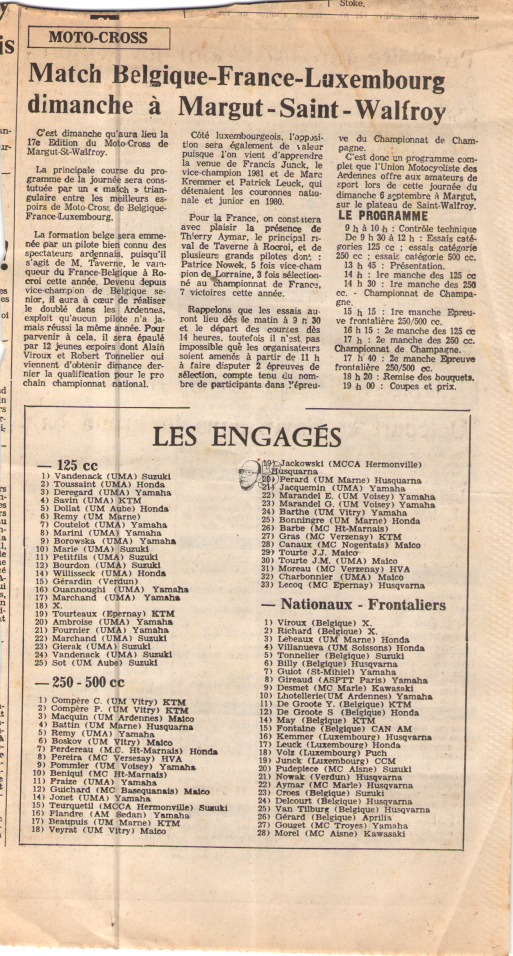 Stoke.
MOTO-CROSS
Match Belgique-France-Luxembourg
dimanche à Margut-Saint-Walfroy
C'est dimanche qu'aura lieu la
17e Edition du Moto-Cross de
Margut-St-Walfroy.
La principale course du pro-
gramme de la journée sera cons-
tutuée par un « match » trian-
gulaire entre les meilleurs es-
poirs de Moto-Cross de Belgique-
France-Luxembourg.
La formation belge sera emme-
née par un pilote bien connu des
spectateurs ardennais, puisqu'il
s'agit de M. Taverne, le vain-
queur du France-Belgique à Ro-
croi cette année. Devenu depuis
vice-champion de Belgique se-
nior, il aura à cœur de réaliser
le doublé dans les Ardennes,
exploit qu'aucun pilote n'a ja-
mais réussi la même année. Pour
parvenir à cela, il sera épaulé
par 12 jeunes espoirs dont Alain
Viroux et Robert Tonnelier qui
viennent d'obtenir dimance der-
nier la qualification pour le pro
chain championnat national.
Côté luxembourgeois, l'opposi-
tion sera également de valeur
puisque l'on vient d'apprendre
la venue de Francis Junck, le
vice-champion 1981 et de Marc
Kremmer et Patrick Leuck, qui
détenaient les couronnes natio-
nale et junior en 1980.
Pour la France, on constatera
avec plaisir la présence de
Thierry Aymar, le principal ri-
val de Taverne à Rocroi, et de
plusieurs grands pilotes dont :
Patrice Nowek, 5 fois vice-cham
pion de Lorraine, 3 fois sélection-
né au Championnat de France,
7 victoires cette année.
Rappelons que les essais au-
ront lieu dès le matin à 9 h 30
et le départ des courses dès
14 heures, toutefois il n'est pas
impossible que les organisateurs
soient amenés à partir de 11 h
à faire disputer 2 épreuves de
sélection, compte tenu du nom-
bre de participants dans l'épreu-
ve du Championnat de Cham-
pagne.
C'est donc un programme com-
plet que l'Union Motocycliste des
Ardennes offre aux amateurs de
sport lors de cette journée du
dimanche 6 septembre à Margut,
sur le plateau de Saint-Walfroy.
LE PROGRAMME
9 h à 10 h : Contrôle technique
De 9 h 30 à 12 h : Essais caté-
gories 125 cc ; essais catégorie
250 cc ; essais catégorie 500 cc.
13 h 45 : Présentation.
14 h : 1re manche des 125 cc
14 h 30 : 1re manche des 250
cc. - Championnat de Champa-
gne.
15 h 15 : 1re manche Epreu-
ve frontalière 250/500 cc.
16 h 15 : 2e manche des 125 cc
17 h : 2e manche des 250 cc.
Championnat de Champagne.
17 h 40 : 2e manche Epreuve
frontalière 250/500 cc.
18 h 20 : Remise des bouquets.
19 h 00 : Coupes et prix.
LES ENGAGÉS
— 125 cc
1) Vandenack (UMA) Suzuki
2) Toussaint (UMA) Honda
3) Deregard (UMA) Yamaha
4) Savin (UMA) KTM
5) Dollat (UM Aube) Honda
6) Remy (UM Marne)
7) Coutelot (UMA) Yamaha
8) Marini (UMA) Yamaha
9) Borowska (UMA) Yamaha
10) Marie (UMA) Suzuki
11) Petitfils (UMA) Suzuki
12) Bourdon (UMA) Suzuki
14) Willisseck (UMA) Honda
15) Gérardin (Verdun)
16) Ouannoughi (UMA) Yamaha
17) Marchand (UMA) Yamaha
18) X.
19) Tourteaux (Epernay) KTM
20) Ambroise (UMA) Yamaha
21) Fournier (UMA) Yamaha
22) Marchand (UMA) Suzuki
23) Gierak (UMA) Suzuki
24) Vandenack (UMA) Suzuki
25) Sot (UM Aube) Suzuki
— 250 - 500 cc
1) Compère C. (UM Vitry) KTM
2) Compère P. (UM Vitry) KTM
3) Macquin (UM Ardennes) Maico
4) Battin (UM Marne) Husquarna
5) Remy (UMA) Yamaha
6) Boskov (UM Vitry) Maico
7) Perdereau (M.C. Ht-Marnais) Honda
8) Pereira (MC Versesay) HVA
9) Pommier (UM Voisey) Yamaha
10) Beniqui (MC Ht-Marnais)
11) Fraize (UMA) Yamaha
12) Guichard (MC Basequanais) Maico
14) Jonet (UMA) Yamaha
15) Teurquetil (MCCA Hermonville) Suzuki
16) Flandre (AM Sedan) Yamaha
17) Beaupuis (UM Marne) KTM
18) Veyrat (UM Vitry) Maico
19) Jackowski (MCCA Hermonville)
Husquarna
20) Perard (UM Marne) Husquarna
21) Jacquemin (UMA) Yamaha
22) Marandel E. (UM Voisey) Yamaha
23) Marandel G. (UM Voisey) Yamaha
24) Barthe (UM Vitry) Yamaha
25) Bonningre (UM Marne) Honda
26) Barbe (MC Ht-Marnais)
27) Gras (MC Verzenay) KTM
28) Canaux (MC Nogentais) Maico
29) Tourte J.J. Maico
30) Tourte J.M. (UMA) Maico
31) Moreau (MC Verzenay) HVA
32) Charbonnier (UMA) Maico
33) Lecoq (MC Epernay) Husquarna
— Nationaux - Frontaliers
1) Viroux (Belgique) X.
2) Richard (Belgique) X.
3) Lebeaux (UM Marne) Honda
4) Villanueva (UM Soissons) Honda
5) Tonnelier (Belgique) Suzuki
6) Billy (Belgique) Husqvarna
7) Guiot (St-Mihiel) Yamaha
8) Gireaud (ASPTT Paris) Yamaha
9) Desmet (MC Marle) Kawasaki
10) Lhotellerie(UM Ardennes) Yamaha
11) De Groote Y. (Belgique) KTM
12) De Groote S (Belgique) Honda
14) May (Belgique) KTM
15) Fontaine (Belgique) CAN AM
16) Kemner (Luxembourg) Husquarna
17) Leuck (Luxembourg) Honda
18) Volx (Luxembourg) Puch
19) Junck (Luxembourg) CCM
20) Pudepiece (MC Aisne) Suzuki
21) Nowak (Verdun) Husqvarna
22) Aymar (MC Marle) Husqvarna
23) Croes (Belgique) Suzuki
24) Delcourt (Belgique) Husqvarna
25) Van Tilburg (Belgique) Husqvarna
26) Gérard (Belgique) Aprilia
27) Gouget (MC Troyes) Yamaha
28) Morel (MC Aisne) Kawasaki